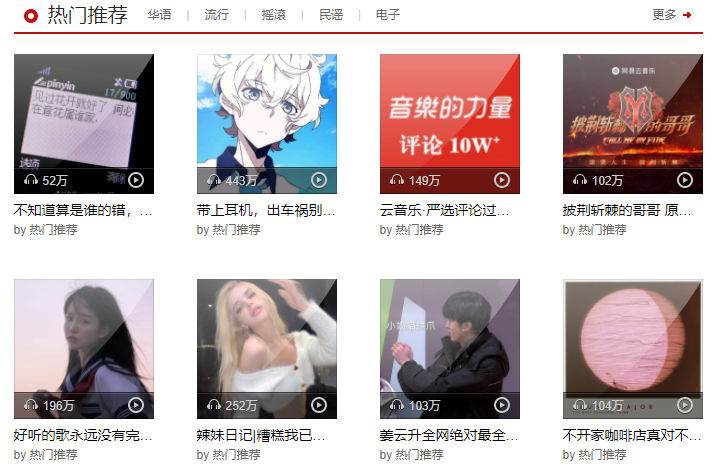 热门推荐 华语 | 流行 | 摇滚 | 民谣 | 电子 更多
pinyin
17/900
见过花开就好了 何必
在意花属谁家.
选项 清除
音樂的力量
评论 10W+
网易云音乐
披荆斩棘的哥哥
CALL ME BY FIRE
52万 443万 149万 102万
不知道算是谁的错，... 带上耳机，出车祸别... 云音乐·严选评论过... 披荆斩棘的哥哥 原...
by 热门推荐 by 热门推荐 by 热门推荐 by 热门推荐
196万 252万 103万 104万
好听的歌永远没有完... 辣妹日记|糟糕我已... 姜云升全网绝对最全... 不开家咖啡店真对不...
by 热门推荐 by 热门推荐 by 热门推荐 by 热门推荐